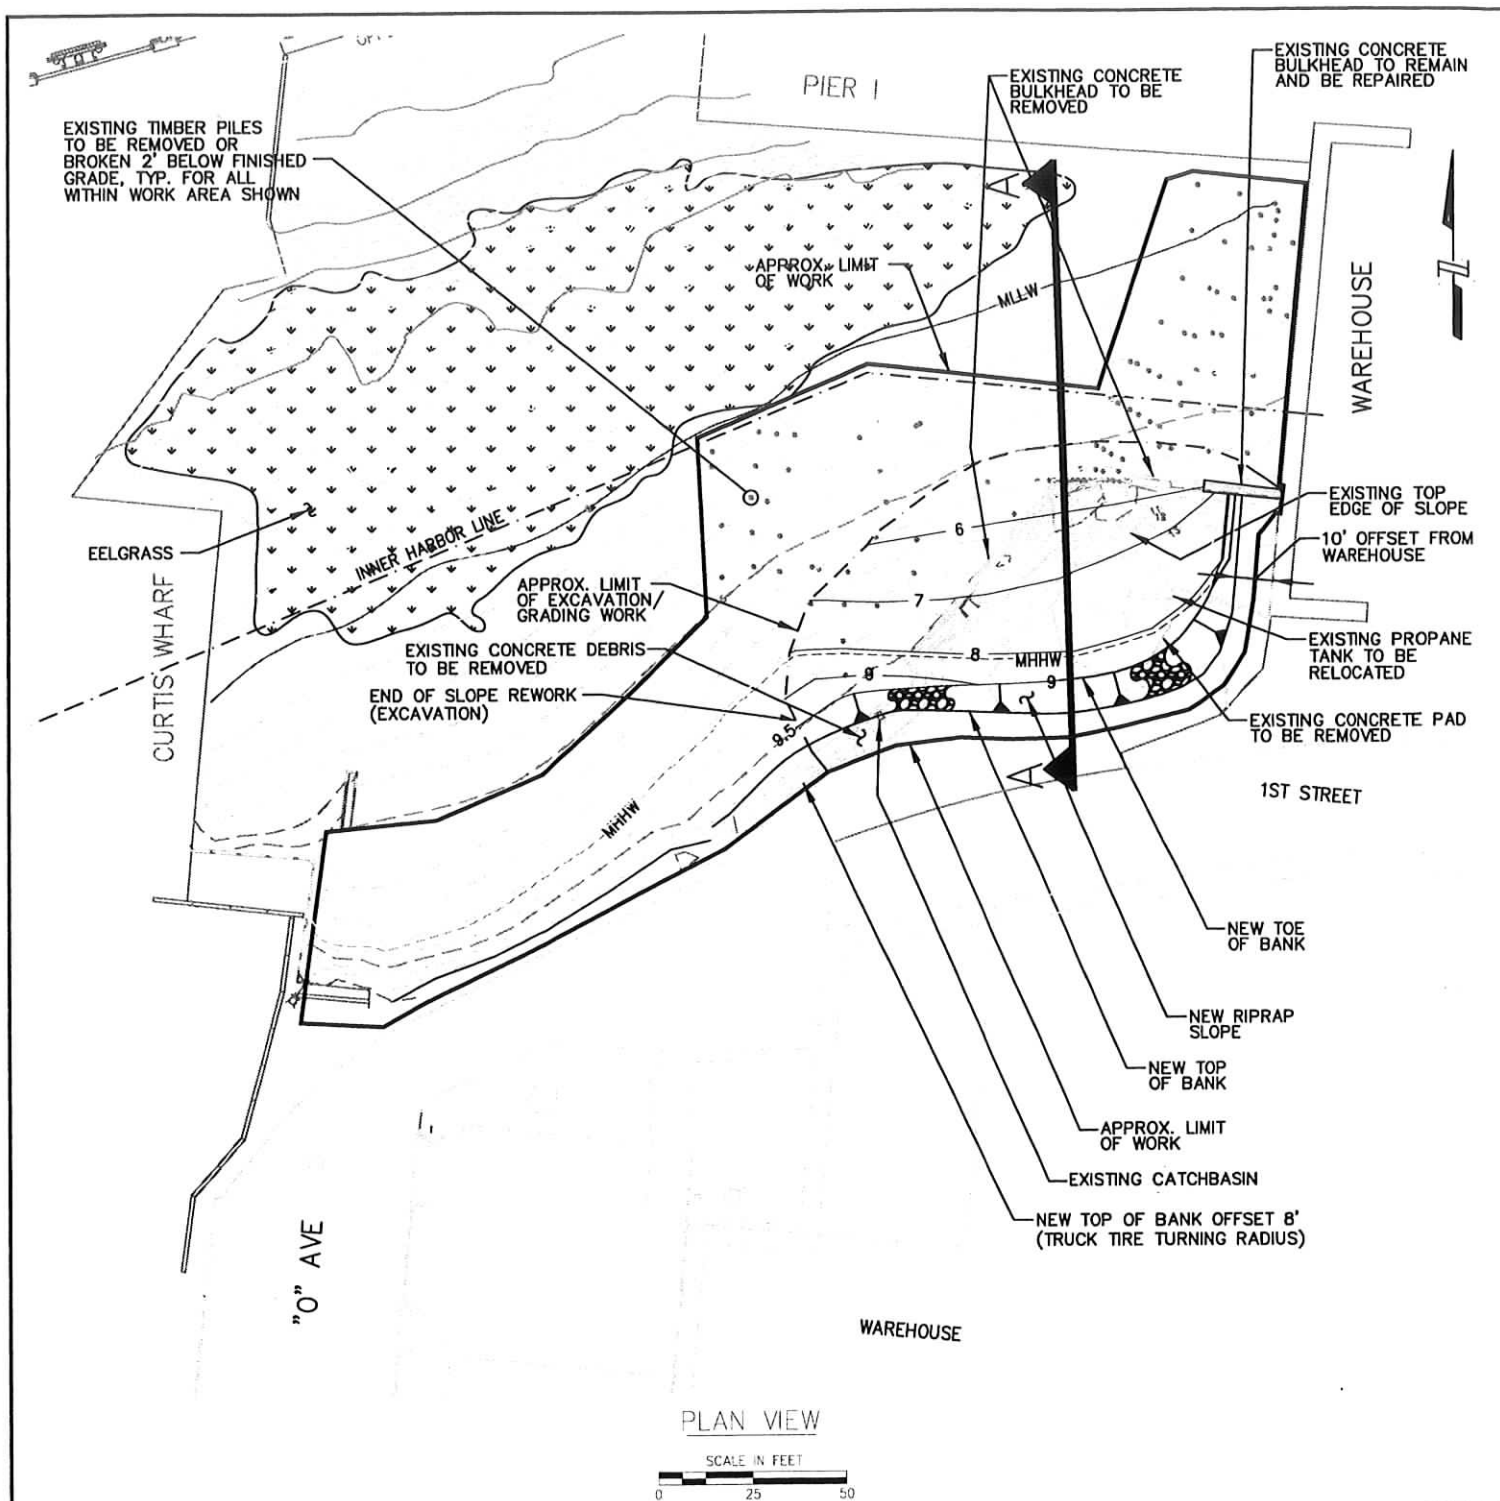 EXISTING CONCRETE
BULKHEAD TO REMAIN
AND BE REPAIRED
PIER 1
EXISTING CONCRETE
BULKHEAD TO BE
REMOVED
EXISTING TIMBER PILES
TO BE REMOVED OR
BROKEN 2' BELOW FINISHED
GRADE, TYP. FOR ALL
WITHIN WORK AREA SHOWN
A
APPROX. LIMIT
OF WORK
MLLW
WAREHOUSE
Z
EXISTING TOP
EDGE OF SLOPE
10' OFFSET FROM
WAREHOUSE
EELGRASS
INNER HARBOR LINE
CURTIS WHARF
6
APPROX. LIMIT
OF EXCAVATION/
GRADING WORK
7
EXISTING CONCRETE DEBRIS
TO BE REMOVED
8
MHHW
9
9
END OF SLOPE REWORK
(EXCAVATION)
9.5
EXISTING PROPANE
TANK TO BE
RELOCATED
EXISTING CONCRETE PAD
TO BE REMOVED
A
1ST STREET
MHHW
NEW TOE
OF BANK
NEW RIPRAP
SLOPE
NEW TOP
OF BANK
APPROX. LIMIT
OF WORK
EXISTING CATCHBASIN
NEW TOP OF BANK OFFSET 8'
(TRUCK TIRE TURNING RADIUS)
"O" AVE
WAREHOUSE
PLAN VIEW
SCALE IN FEET
0 25 50